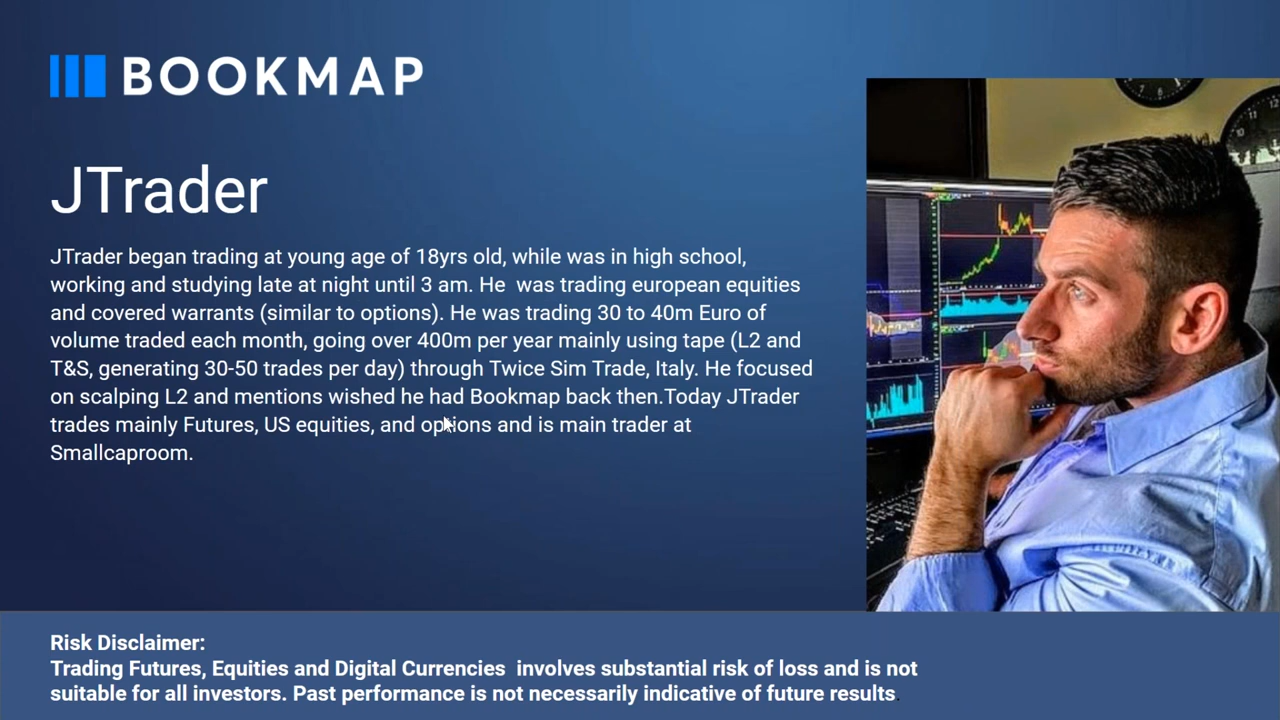 BOOKMAP
JTrader
JTrader began trading at young age of 18yrs old, while was in high school,
working and studying late at night until 3 am. He  was trading european equities
and covered warrants (similar to options). He was trading 30 to 40m Euro of
volume traded each month, going over 400m per year mainly using tape (L2 and
T&S, generating 30-50 trades per day) through Twice Sim Trade, Italy. He focused
on scalping L2 and mentions wished he had Bookmap back then.Today JTrader
trades mainly Futures, US equities, and options and is main trader at
Smallcaproom.
Risk Disclaimer:
Trading Futures, Equities and Digital Currencies  involves substantial risk of loss and is not
suitable for all investors. Past performance is not necessarily indicative of future results.